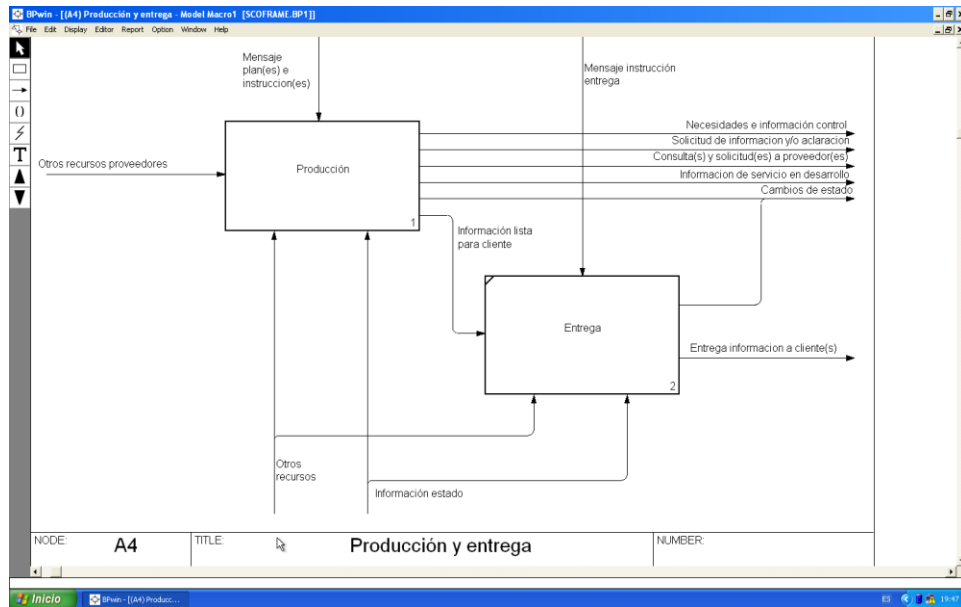 BPwin - [(A4) Producción y entrega - Model Macro1 [SCOFRAME.BP1]]
File Edit Display Editor Report Option Window Help
Mensaje
plan(es) e
instruccion(es)
Mensaje instrucción
entrega
Necesidades e información control
Solicitud de informacion y/o aclaración
Consulta(s) y solicitud(es) a proveedor(es)
Informacion de servicio en desarrollo
Cambios de estado
Otros recursos proveedores
Producción
1
Información lista
para cliente
Entrega
2
Entrega informacion a cliente(s)
Otros
recursos
Información estado
NODE: A4
TITLE: Producción y entrega
NUMBER:
Inicio
BPwin - [(A4) Producc...
ES
19:47
()
T